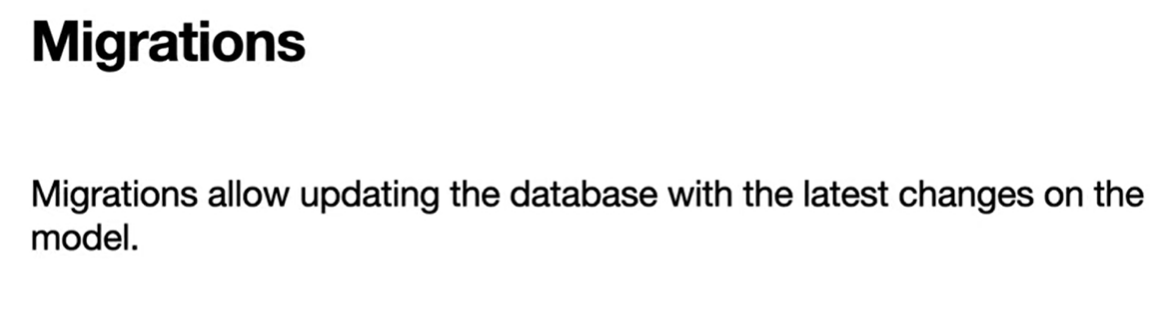 Migrations
Migrations allow updating the database with the latest changes on the
model.